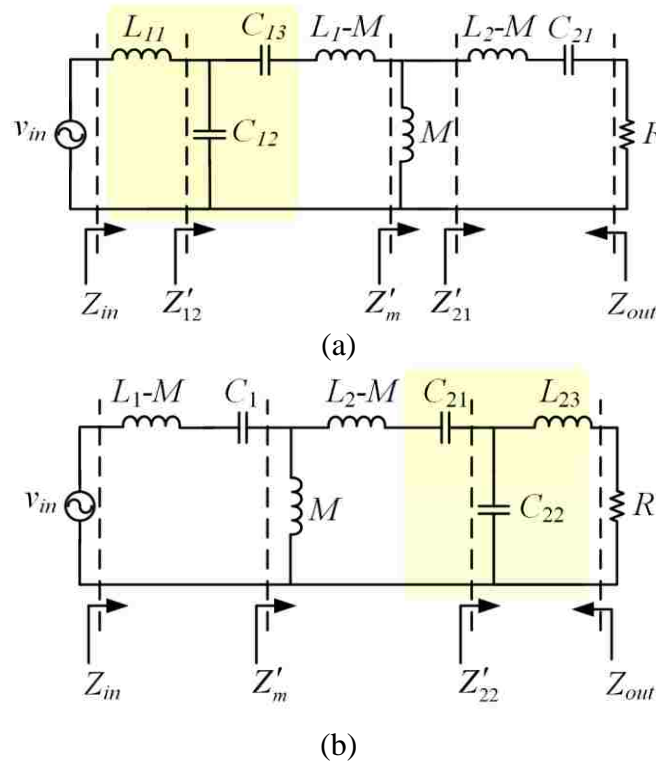 L11 C13 L1-M L2-M C21
vin C12 M
Zin Z'12 Z'm Z'21 Zout
(a)
L1-M C1 L2-M C21 L23
vin M C22 R
Zin Z'm Z'22 Zout
(b)